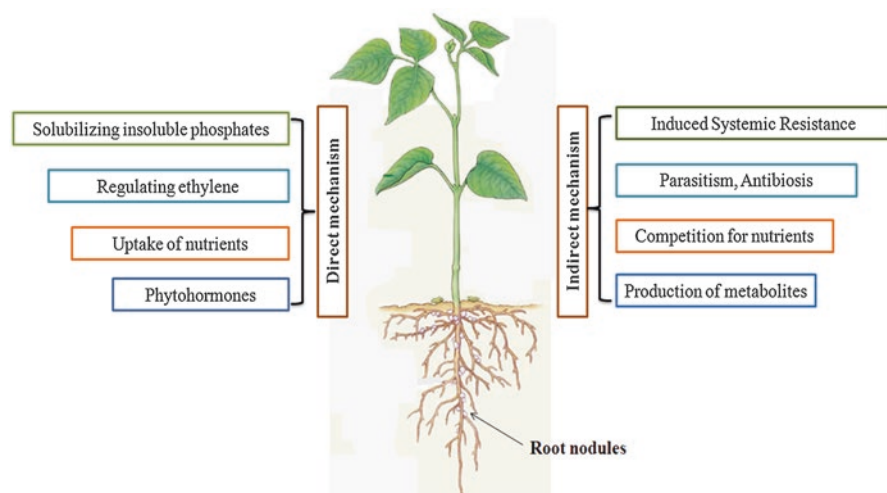 Solubilizing insoluble phosphates
Regulating ethylene
Uptake of nutrients
Phytohormones
Direct mechanism
Indirect mechanism
Induced Systemic Resistance
Parasitism, Antibiosis
Competition for nutrients
Production of metabolites
Root nodules